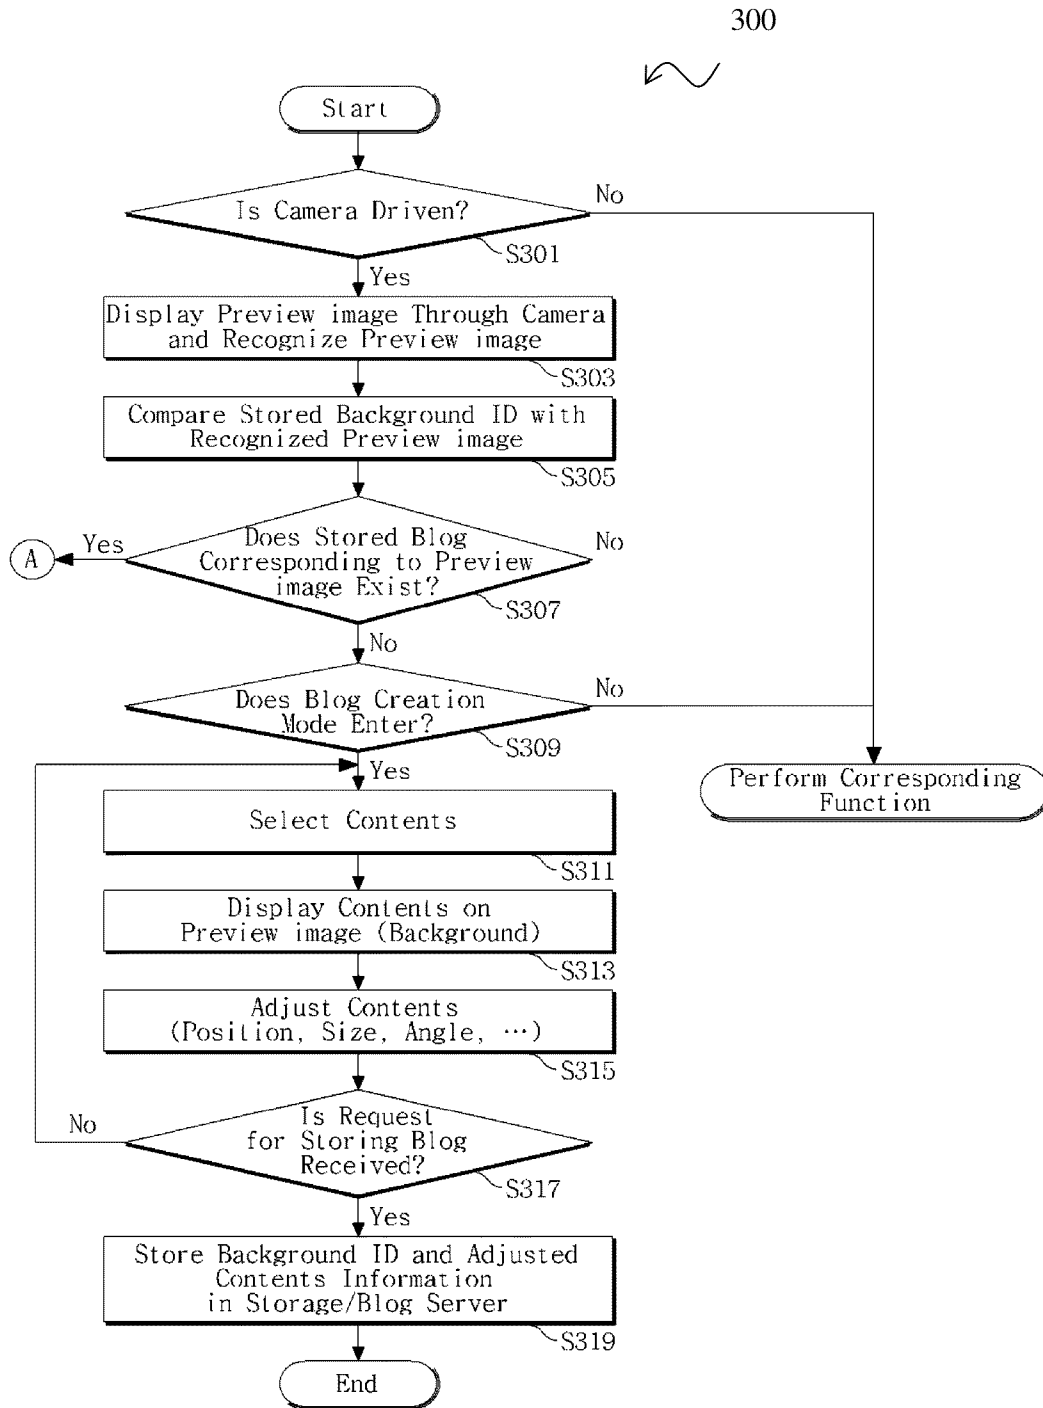 300
Start
Is Camera Driven?
No
S301
Yes
Display Preview image Through Camera
and Recognize Preview image
S303
Compare Stored Background ID with
Recognized Preview image
S305
Does Stored Blog
Corresponding to Preview
image Exist?
Yes
A
No
S307
No
Does Blog Creation
Mode Enter?
No
S309
Yes
Perform Corresponding
Function
Select Contents
S311
Display Contents on
Preview image (Background)
S313
Adjust Contents
(Position, Size, Angle, ⋯)
S315
Is Request
for Storing Blog
Received?
No
S317
Yes
Store Background ID and Adjusted
Contents Information
in Storage/Blog Server
S319
End